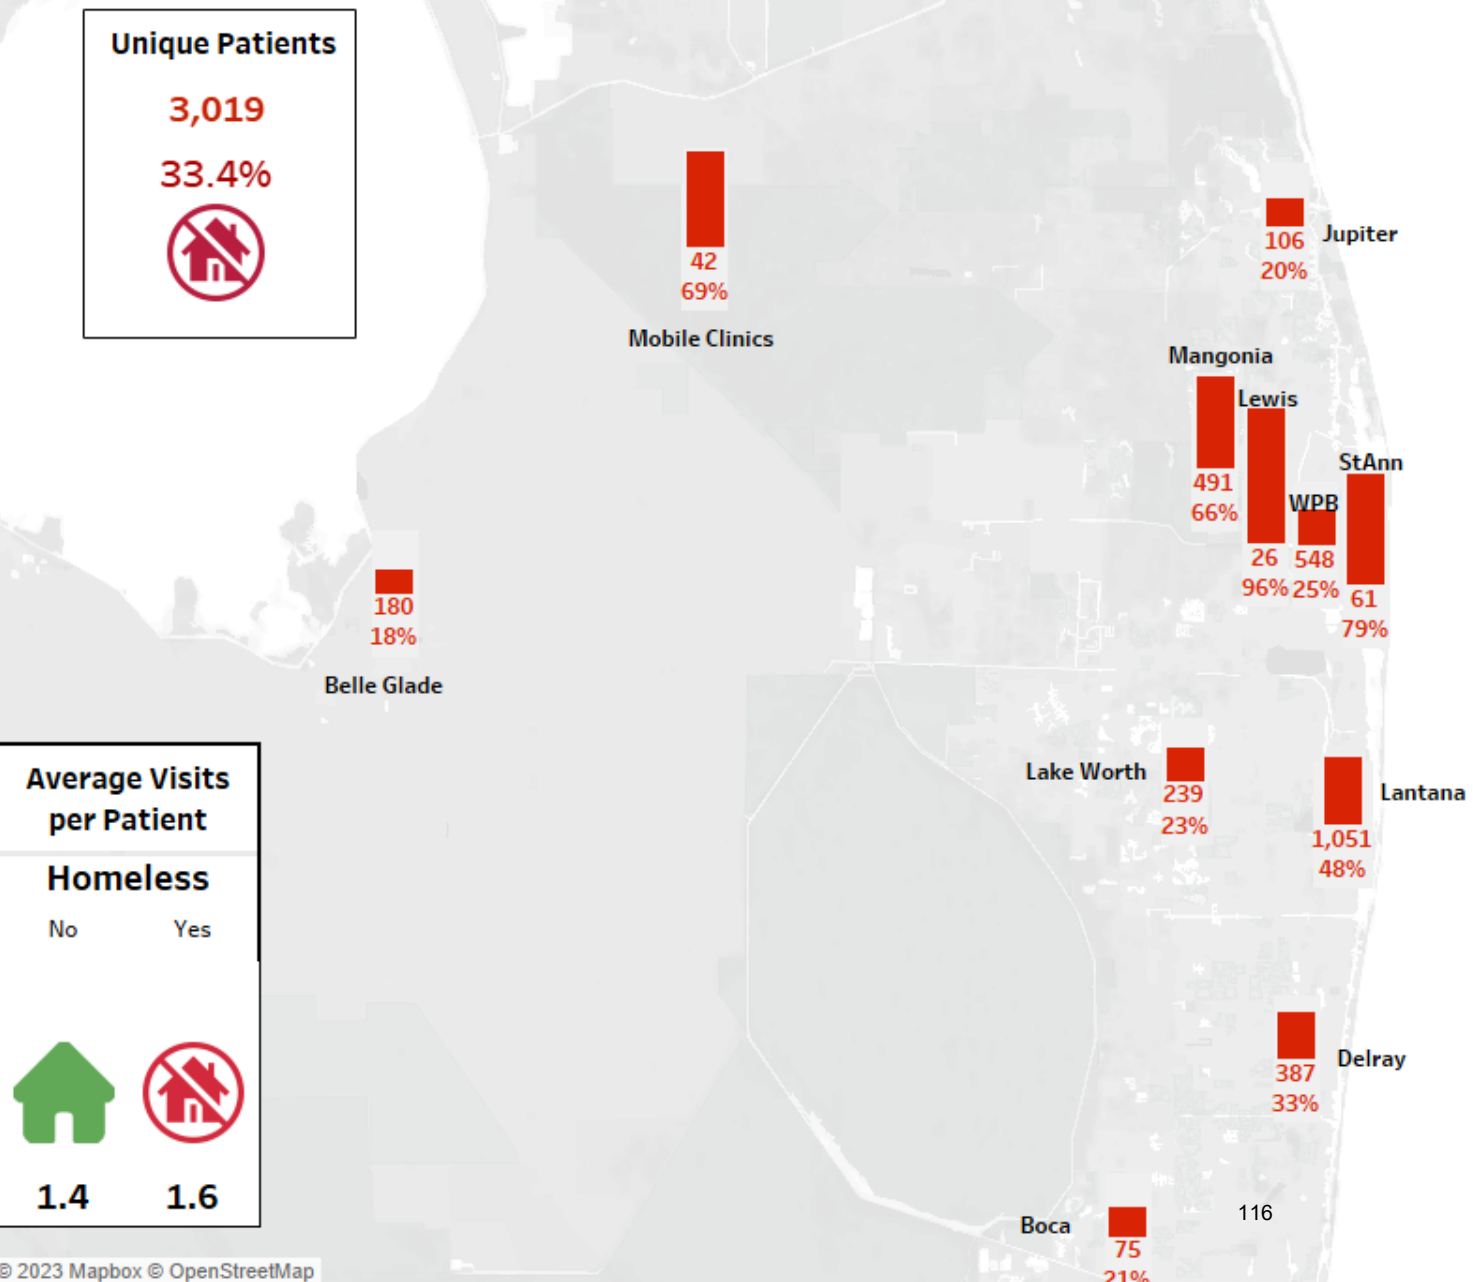 Unique Patients
3,019
33.4%
42
69%
Mobile Clinics
106
20%
Jupiter
Mangonia
491
66%
Lewis
26
96%
WPB
548
25%
StAnn
61
79%
180
18%
Belle Glade
Lake Worth
239
23%
Lantana
1,051
48%
Average Visits
per Patient
Homeless
No Yes
1.4 1.6
Delray
387
33%
Boca
75
21%
116
© 2023 Mapbox © OpenStreetMap